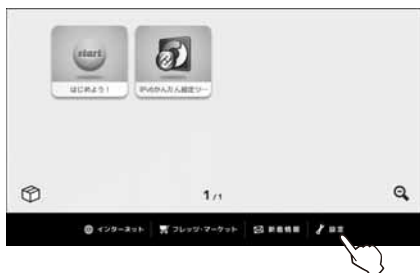 start
はじめよう！
IPv6かんたん設定ツ…
1/1
インターネット
フレッツ・マーケット
新着情報
設定